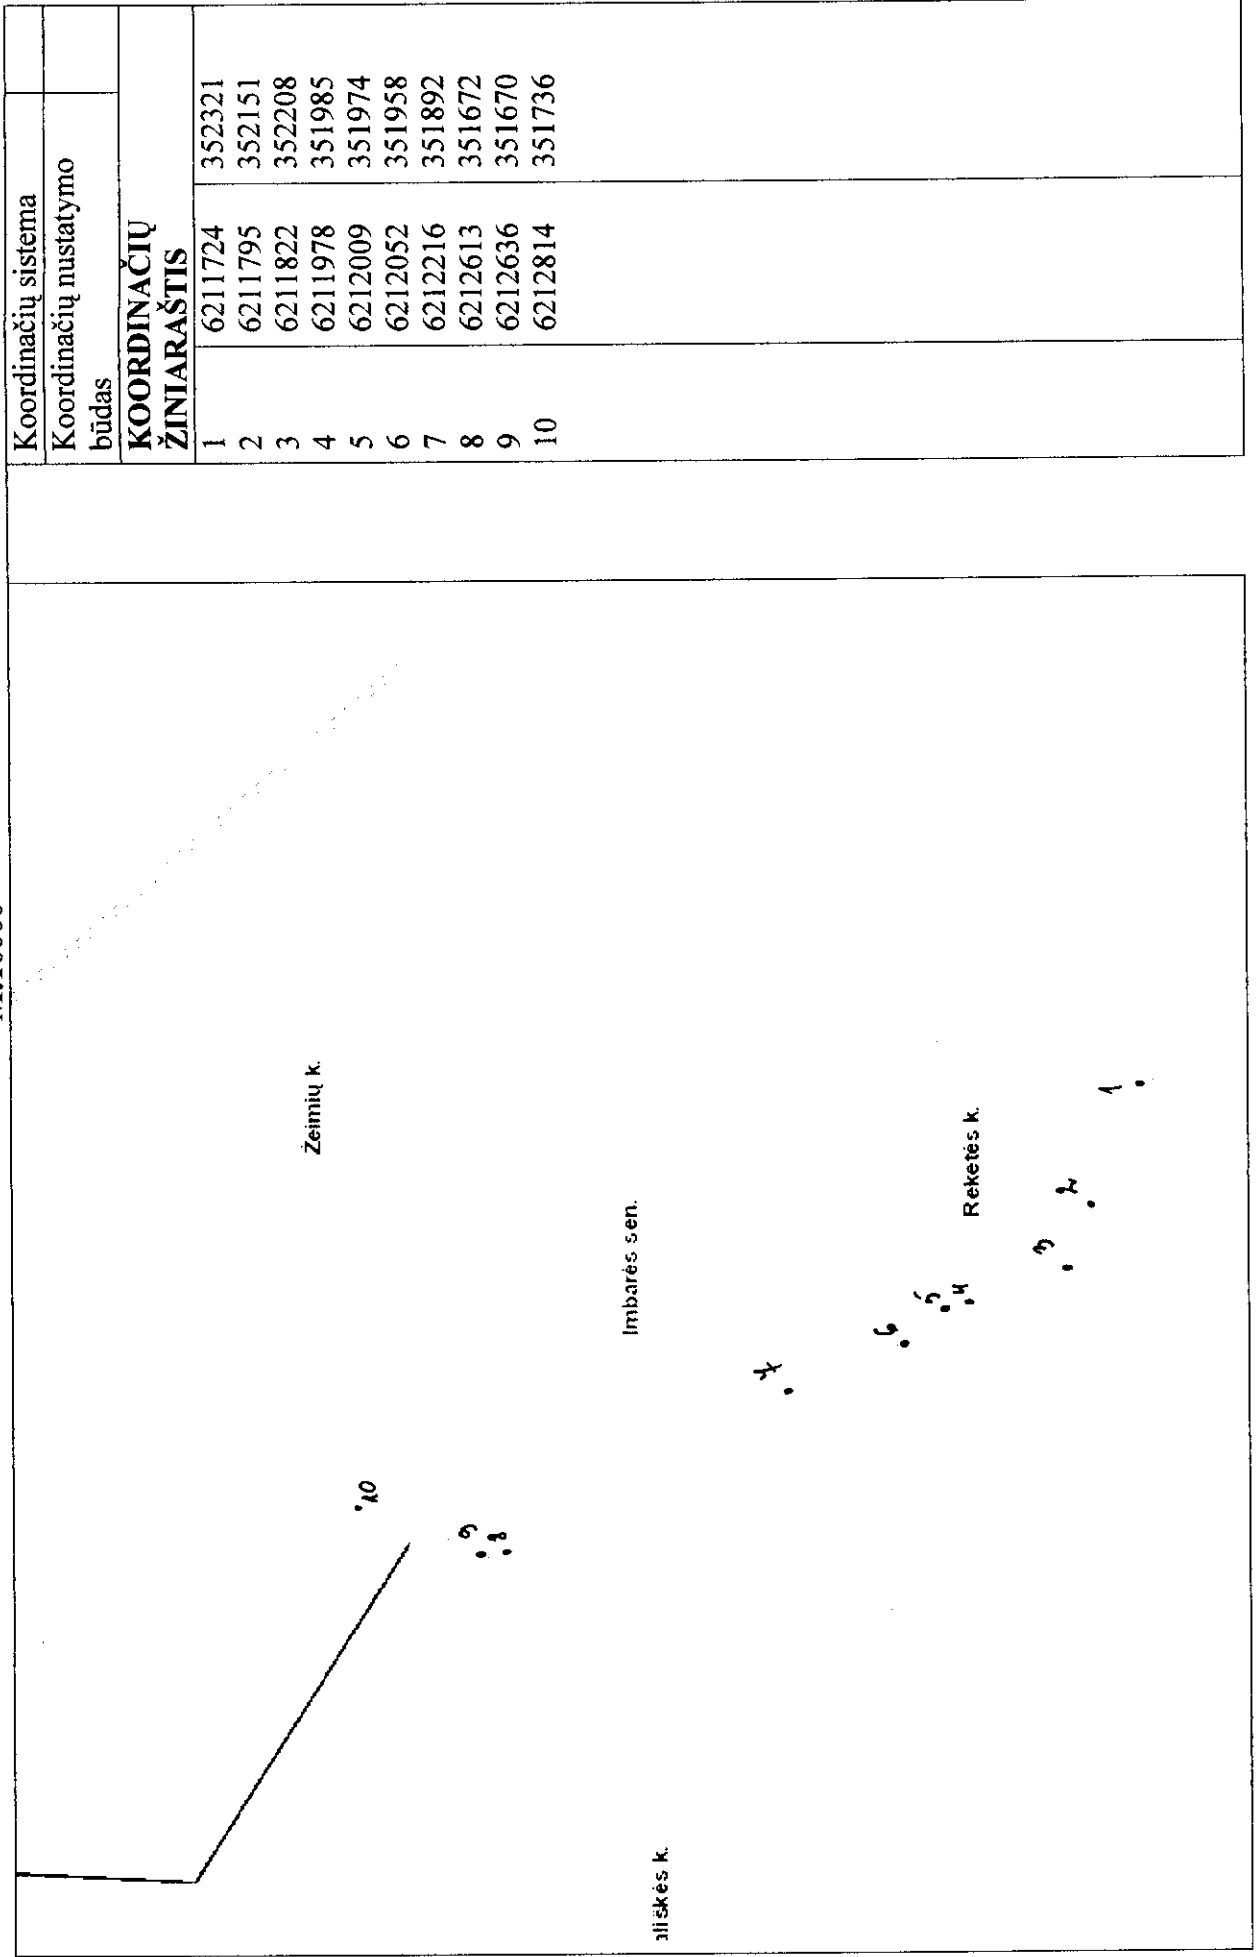 Koordinačių sistema
Koordinačių nustatymo
būdas
KOORDINAČIŲ
ŽINIARAŠTIS
1 6211724 352321
2 6211795 352151
3 6211822 352208
4 6211978 351985
5 6212009 351974
6 6212052 351958
7 6212216 351892
8 6212613 351672
9 6212636 351670
10 6212814 351736
Žeimių k.
10
9
8
Imbarės sen.
7
6
5
4
Reketės k.
3
2
1